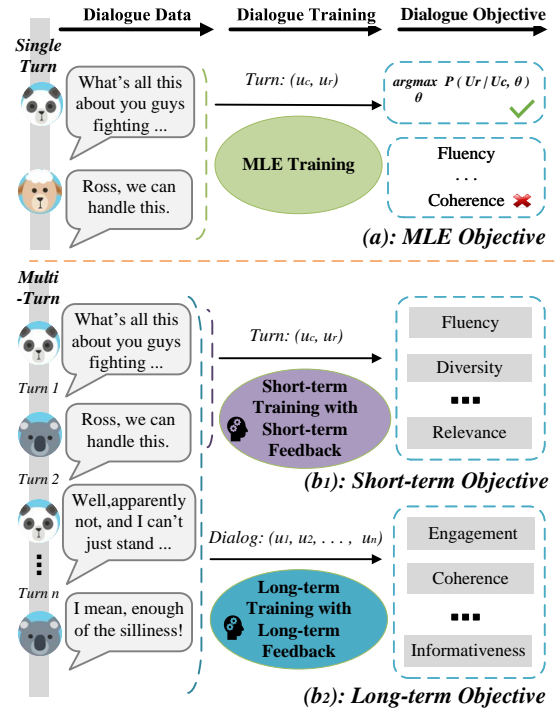 Dialogue Data
Dialogue Training
Dialogue Objective
Single
Turn
What's all this
about you guys
fighting ...
Ross, we can
handle this.
Turn: (uc, ur)
MLE Training
argmax P ( Ur / Uc, θ )
θ
Fluency
. . .
Coherence
(a): MLE Objective
Multi
-Turn
What's all this
about you guys
fighting ...
Turn 1
Ross, we can
handle this.
Turn 2
Well,apparently
not, and I can't
just stand ...
Turn n
I mean, enough
of the silliness!
Turn: (uc, ur)
Short-term
Training with
Short-term
Feedback
Fluency
Diversity
Relevance
(b1): Short-term Objective
Dialog: (u1, u2, . . . , un)
Long-term
Training with
Long-term
Feedback
Engagement
Coherence
Informativeness
(b2): Long-term Objective